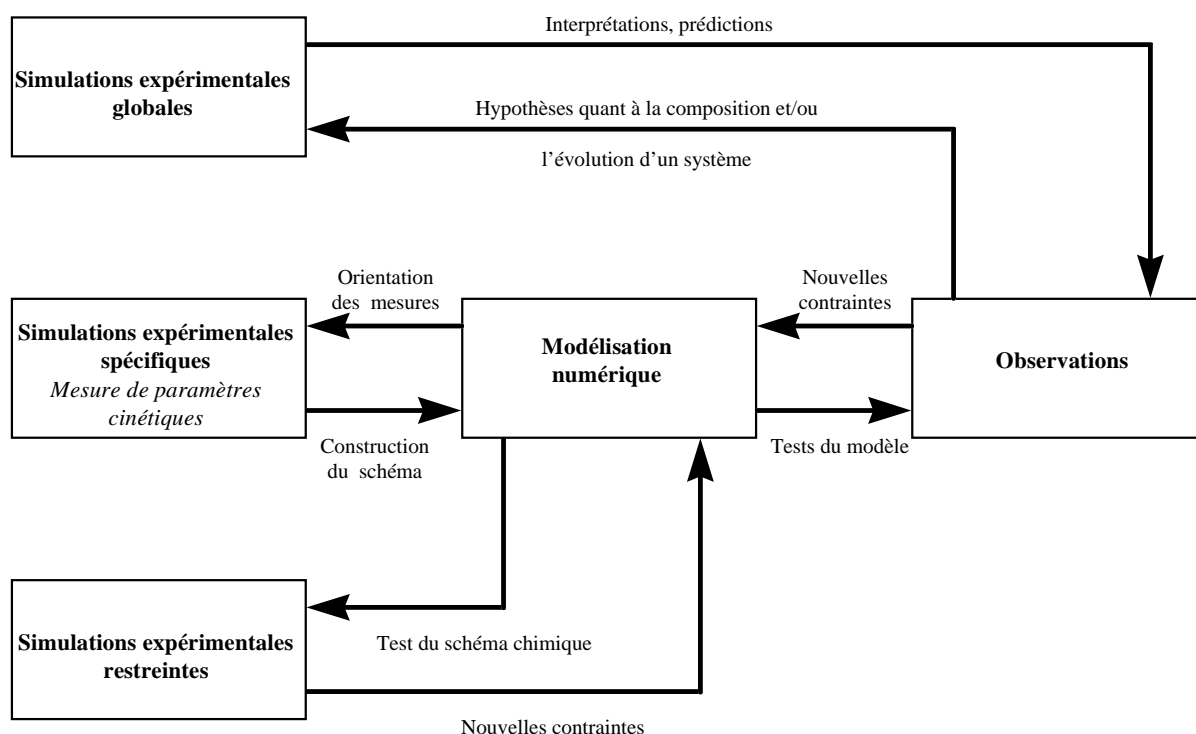 Interprétations, prédictions
Simulations expérimentales
globales
Hypothèses quant à la composition et/ou
l’évolution d’un système
Orientation
des mesures
Nouvelles
contraintes
Simulations expérimentales
spécifiques
Mesure de paramètres
cinétiques
Modélisation
numérique
Observations
Construction
du schéma
Tests du modèle
Simulations expérimentales
restreintes
Test du schéma chimique
Nouvelles contraintes